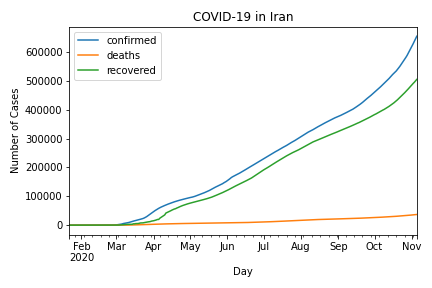 COVID-19 in Iran
confirmed
deaths
recovered
Number of Cases
600000
500000
400000
300000
200000
100000
0
Feb Mar Apr May Jun Jul Aug Sep Oct Nov
2020
Day